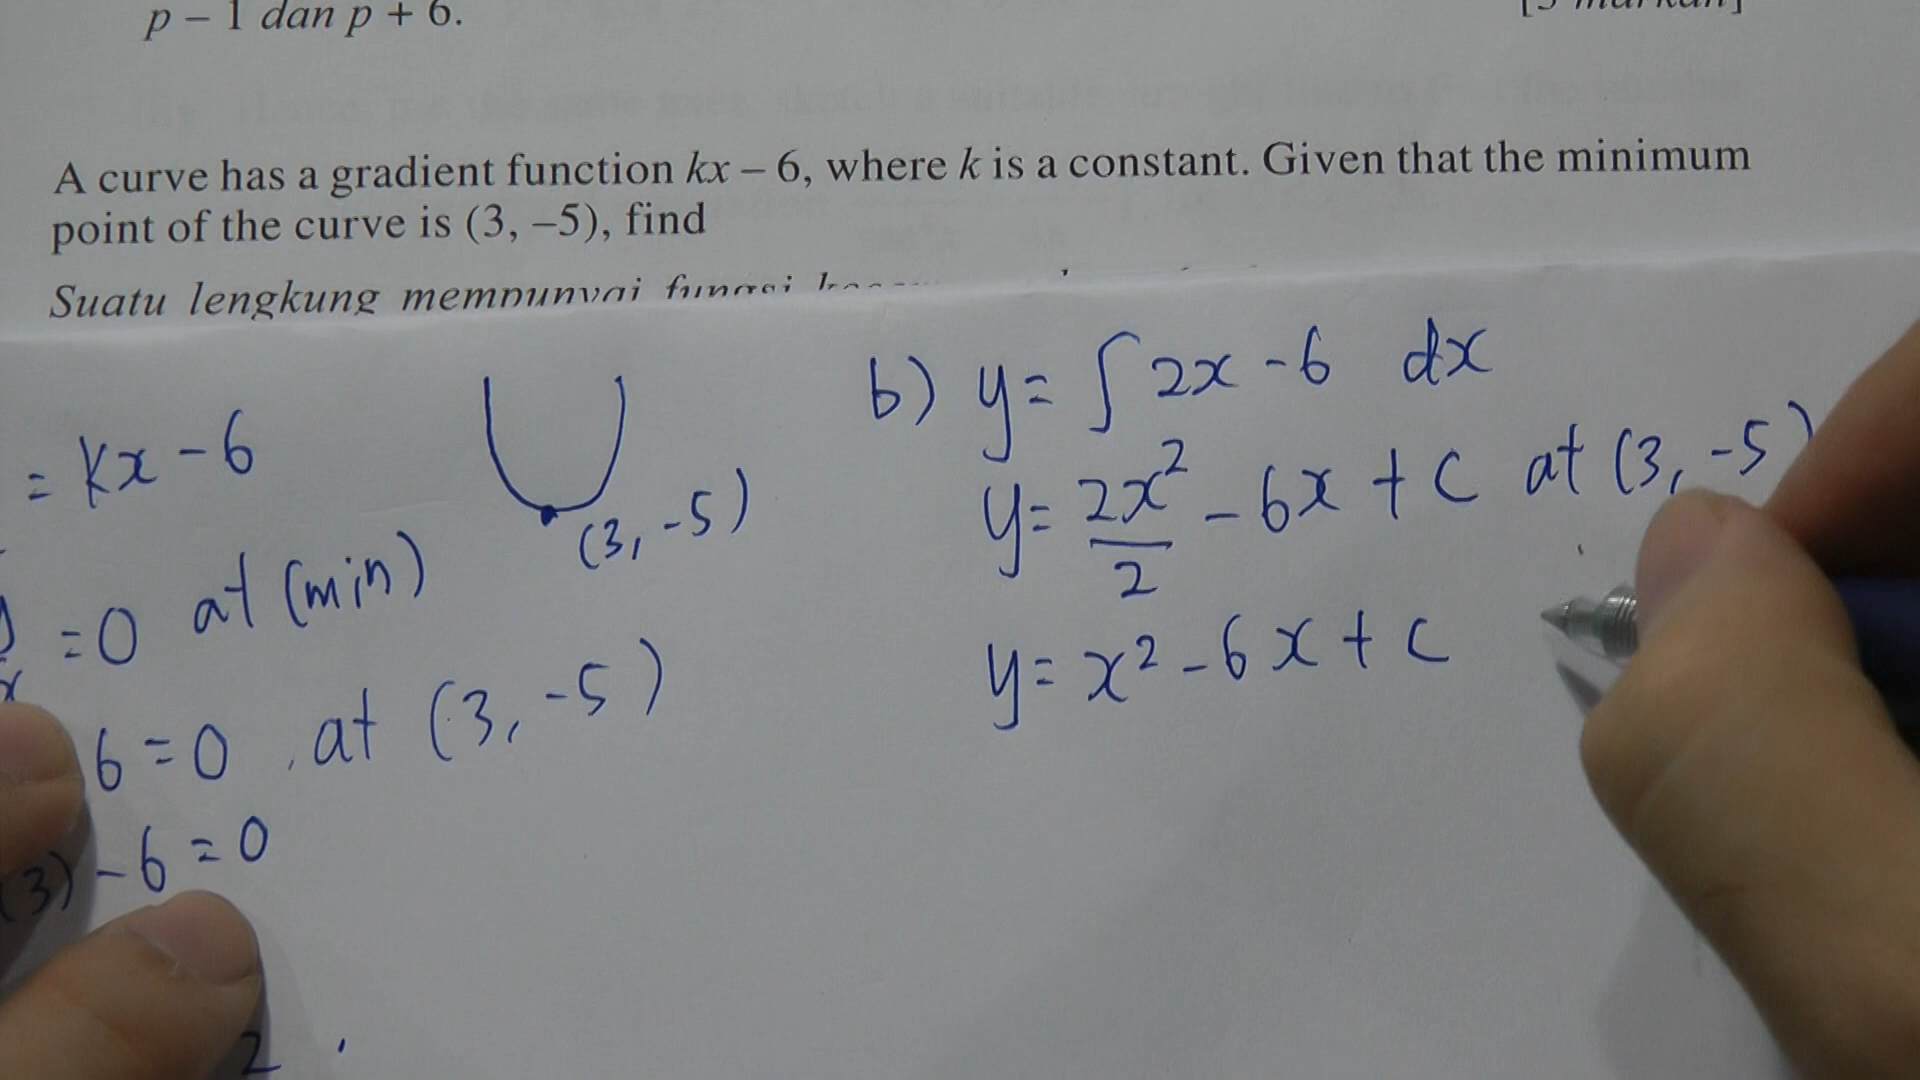 p – 1 dan p + 6.
A curve has a gradient function kx – 6, where k is a constant. Given that the minimum
point of the curve is (3, –5), find
Suatu lengkung mempunyai fungsi
= kx - 6
(3, -5)
= 0 at (min)
6 = 0 , at (3, -5)
(3) - 6 = 0
2
b) y = ∫ 2x - 6 dx
y = 2x²/2 - 6x + c at (3, -5)
y = x² - 6x + c